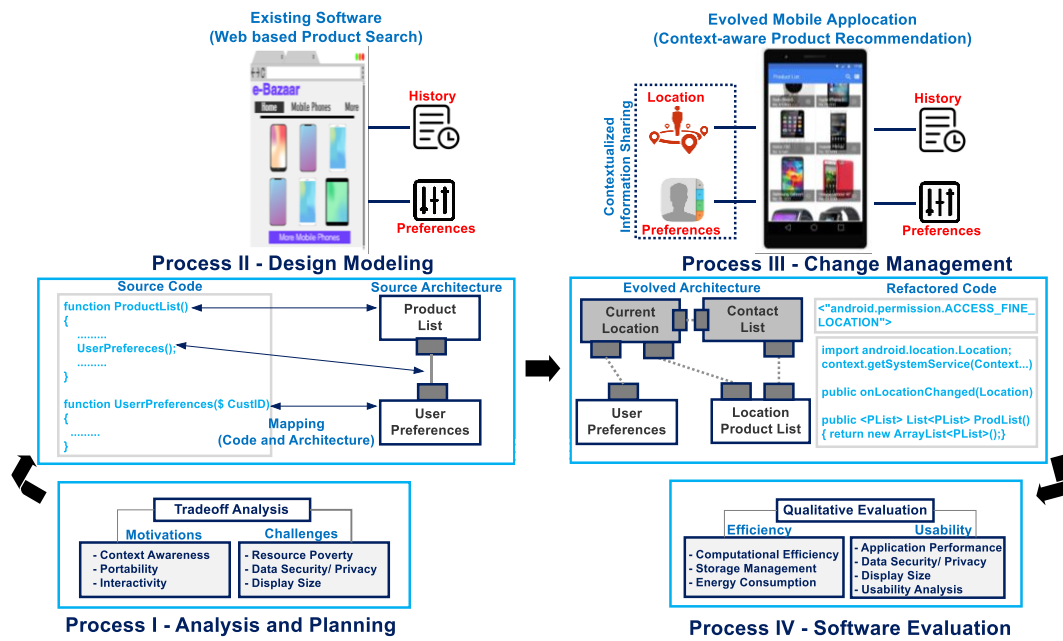 Existing Software
(Web based Product Search)
e-Bazaar
Home Mobile Phones More
More Mobile Phones
History
Preferences
Evolved Mobile Applocation
(Context-aware Product Recommendation)
Contextualized
Information Sharing
Location
Preferences
Product List
History
Preferences
Process II - Design Modeling
Source Code
Source Architecture
function ProductList()
{
.........
UserPrefereces();
.........
}
function UserrPreferences($ CustID)
{
.........
}
Product
List
User
Preferences
Mapping
(Code and Architecture)
Process III - Change Management
Evolved Architecture
Refactored Code
Current
Location
Contact
List
User
Preferences
Location
Product List
<"android.permission.ACCESS_FINE_
LOCATION">
import android.location.Location;
context.getSystemService(Context...)
public onLocationChanged(Location)
public <PList> List<PList> ProdList()
{ return new ArrayList<PList>();}
Tradeoff Analysis
Motivations
- Context Awareness
- Portability
- Interactivity
Challenges
- Resource Poverty
- Data Security/ Privacy
- Display Size
Process I - Analysis and Planning
Qualitative Evaluation
Efficiency
- Computational Efficiency
- Storage Management
- Energy Consumption
Usability
- Application Performance
- Data Security/ Privacy
- Display Size
- Usability Analysis
Process IV - Software Evaluation